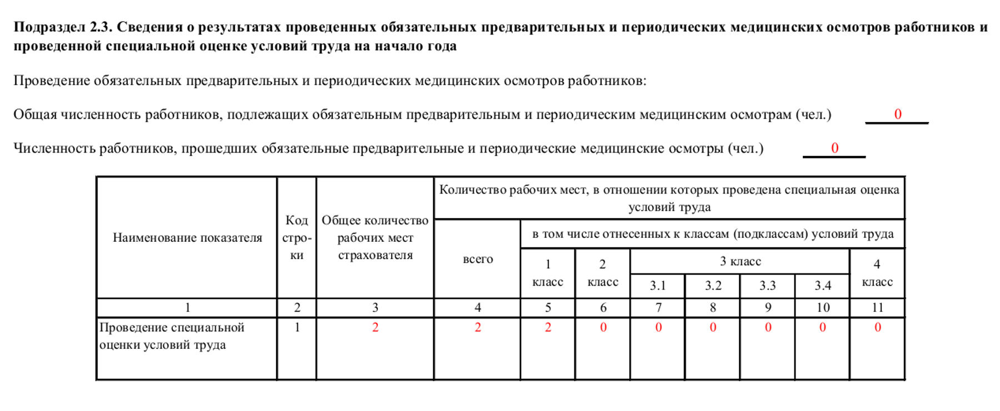 Подраздел 2.3. Сведения о результатах проведенных обязательных предварительных и периодических медицинских осмотров работников и
проведенной специальной оценке условий труда на начало года
Проведение обязательных предварительных и периодических медицинских осмотров работников:
Общая численность работников, подлежащих обязательным предварительным и периодическим медицинским осмотрам (чел.) 0
Численность работников, прошедших обязательные предварительные и периодические медицинские осмотры (чел.) 0
Наименование показателя
Код
стро-
ки
Общее количество
рабочих мест
страхователя
Количество рабочих мест, в отношении которых проведена специальная оценка
условий труда
всего
в том числе отнесенных к классам (подклассам) условий труда
1
класс
2
класс
3 класс
3.1 3.2 3.3 3.4
4
класс
1 2 3 4 5 6 7 8 9 10 11
Проведение специальной 1 2 2 2 0 0 0 0 0 0
оценки условий труда